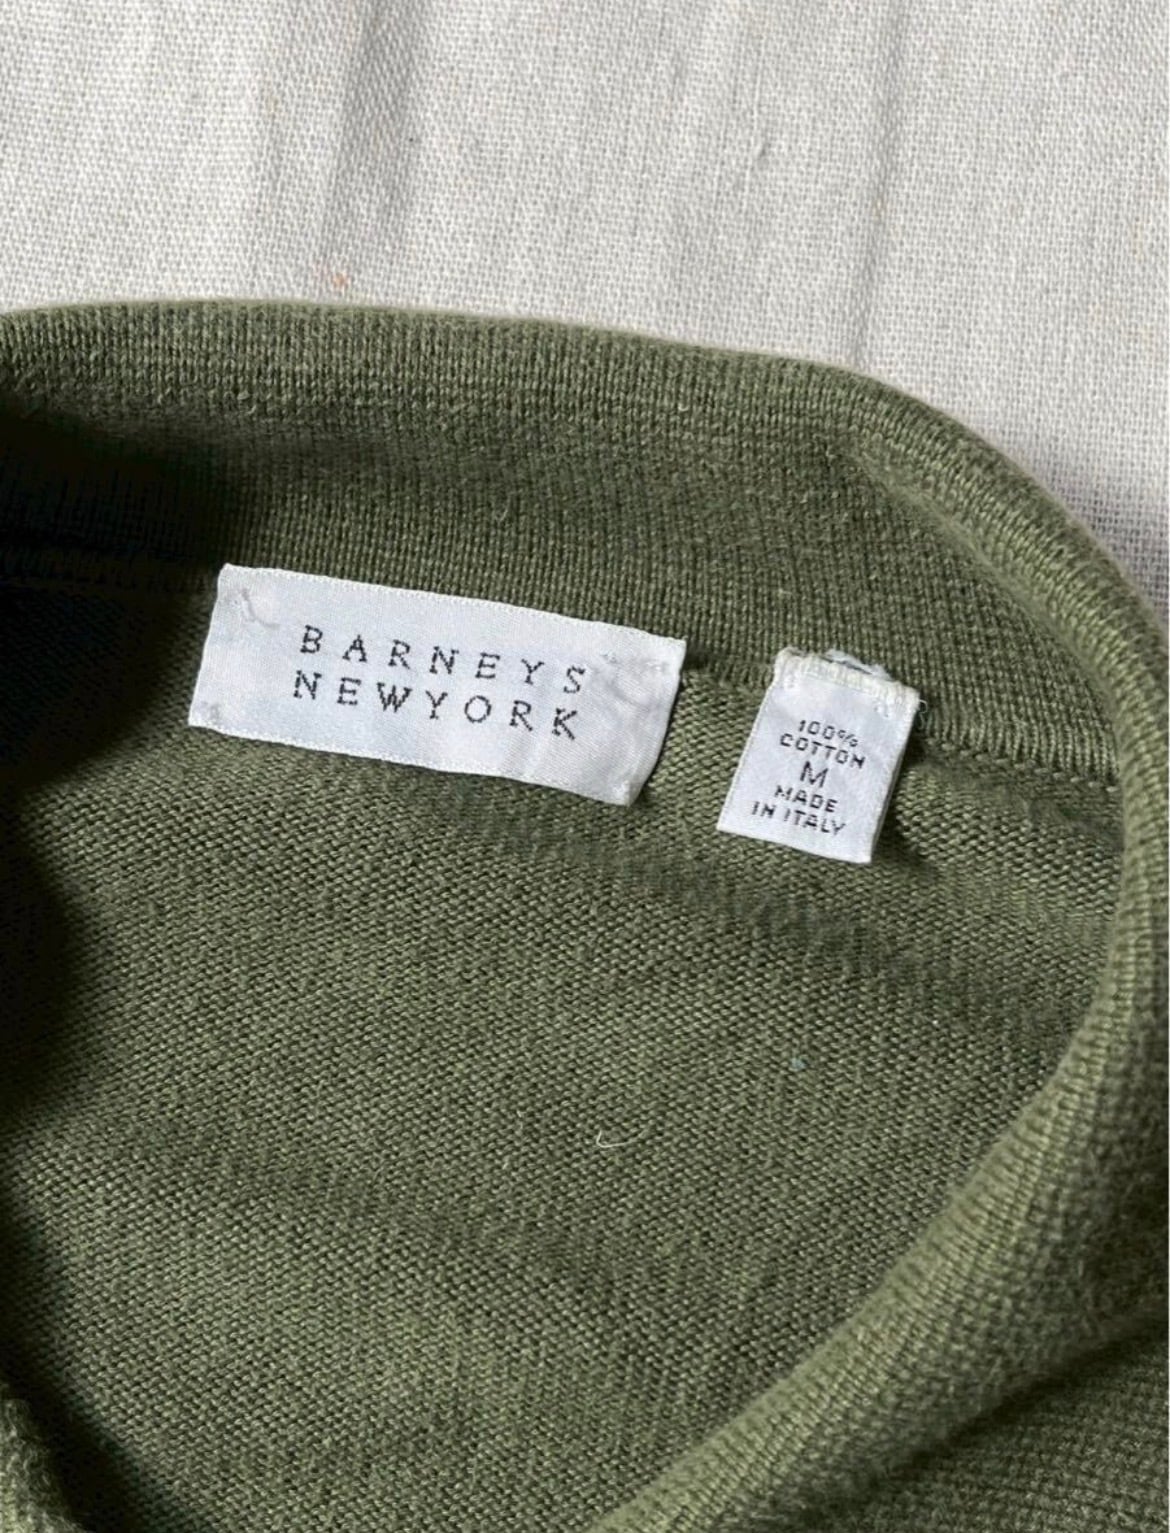 BARNEYS
NEWYORK
100%
COTTON
M
MADE
IN ITALY